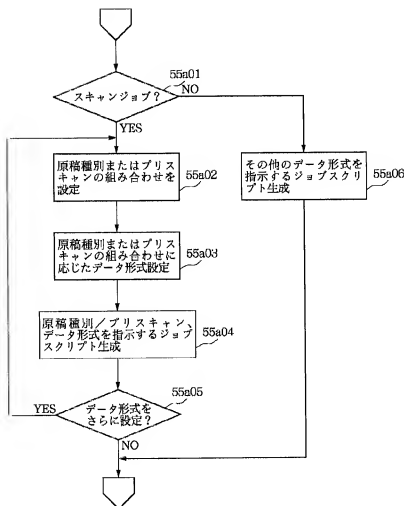 55a01
スキャンジョブ?
NO
YES
原稿種別またはプリス
キャンの組み合わせを
設定
55a02
その他のデータ形式を
指示するジョブスクリ
プト生成
55a06
原稿種別またはプリス
キャンの組み合わせに
応じたデータ形式設定
55a03
原稿種別/プリスキャン、
データ形式を指示するジョブ
スクリプト生成
55a04
55a05
YES
データ形式を
さらに設定?
NO